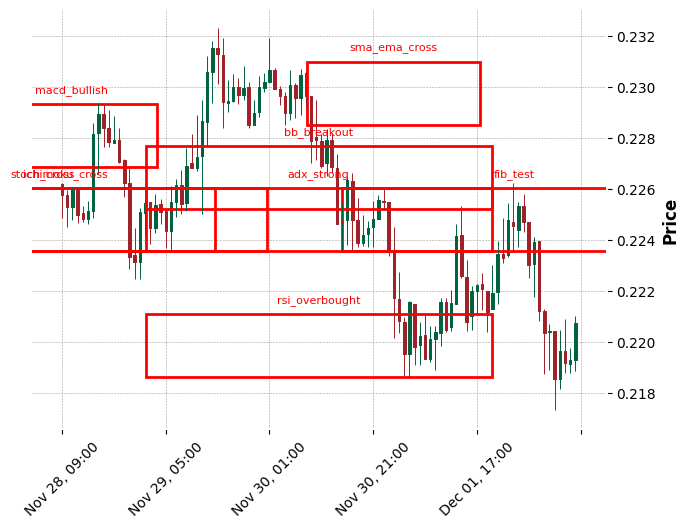 sma_ema_cross
macd_bullish
bb_breakout
stoch_cross
adx_strong
fib_test
rsi_overbought
0.232
0.230
0.228
0.226
0.224
0.222
0.220
0.218
Price
Nov 28, 09:00
Nov 29, 05:00
Nov 30, 01:00
Nov 30, 21:00
Dec 01, 17:00